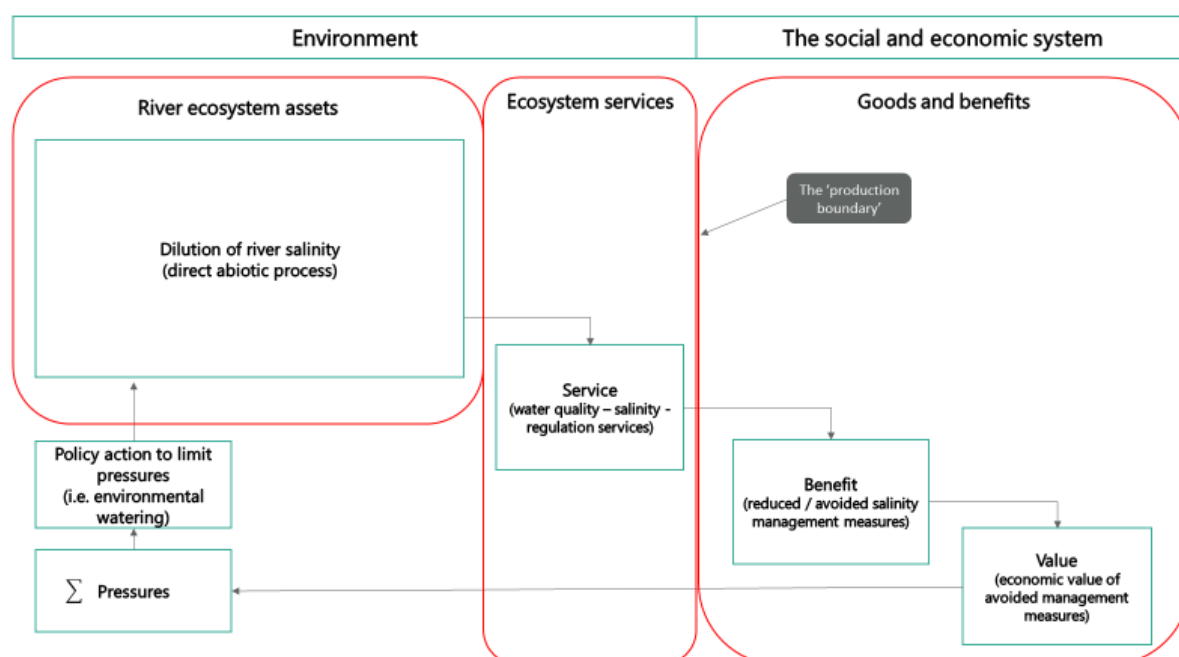 Environment
The social and economic system
River ecosystem assets
Ecosystem services
Goods and benefits
The 'production
boundary'
Dilution of river salinity
(direct abiotic process)
Service
(water quality – salinity -
regulation services)
Policy action to limit
pressures
(i.e. environmental
watering)
Benefit
(reduced / avoided salinity
management measures)
∑ Pressures
Value
(economic value of
avoided management
measures)